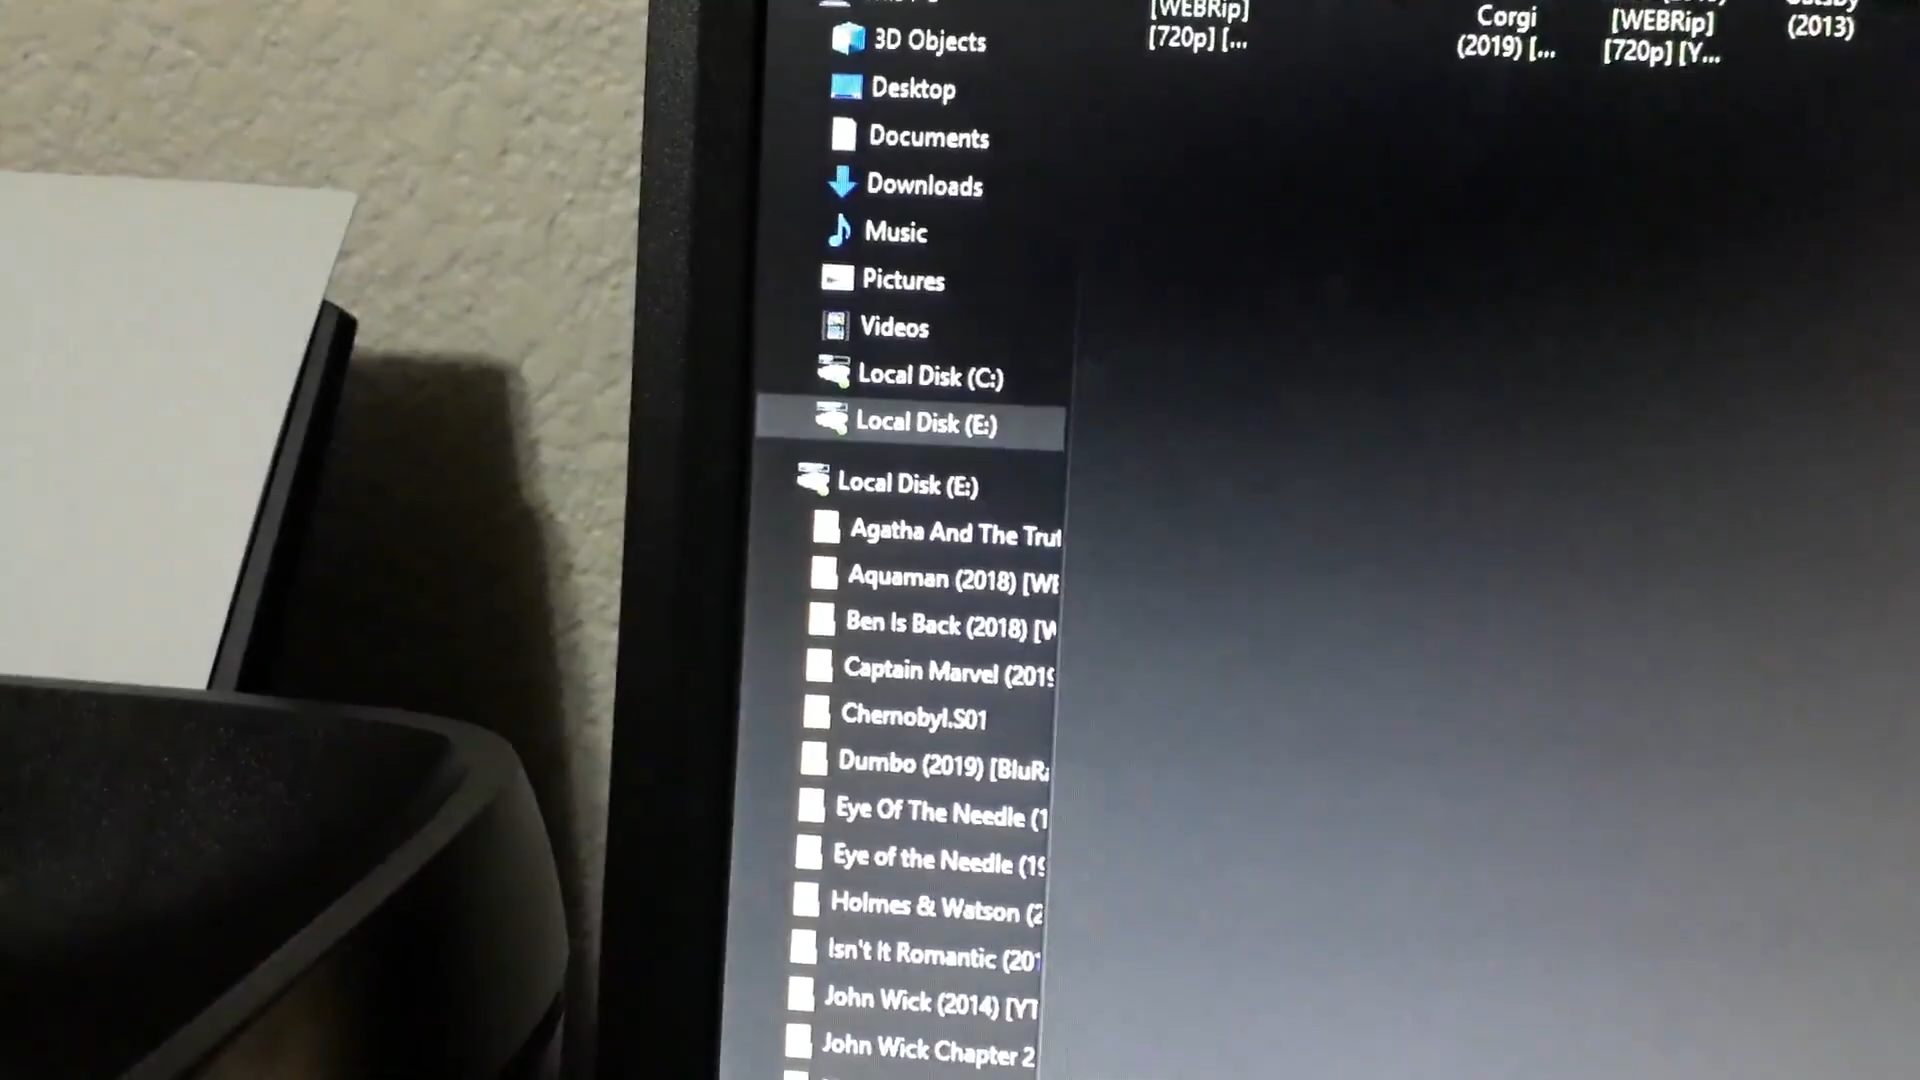 3D Objects
Desktop
Documents
Downloads
Music
Pictures
Videos
Local Disk (C:)
Local Disk (E:)
Local Disk (E:)
Agatha And The Trut
Aquaman (2018) [WE
Ben Is Back (2018) [W
Captain Marvel (2019
Chernobyl.S01
Dumbo (2019) [BluRa
Eye Of The Needle (1
Eye of the Needle (19
Holmes & Watson (2
Isn't It Romantic (201
John Wick (2014) [YT
John Wick Chapter 2
[WEBRip]
[720p] [...
Corgi
(2019) [...
[WEBRip]
[720p] [Y...
Gatsby
(2013)